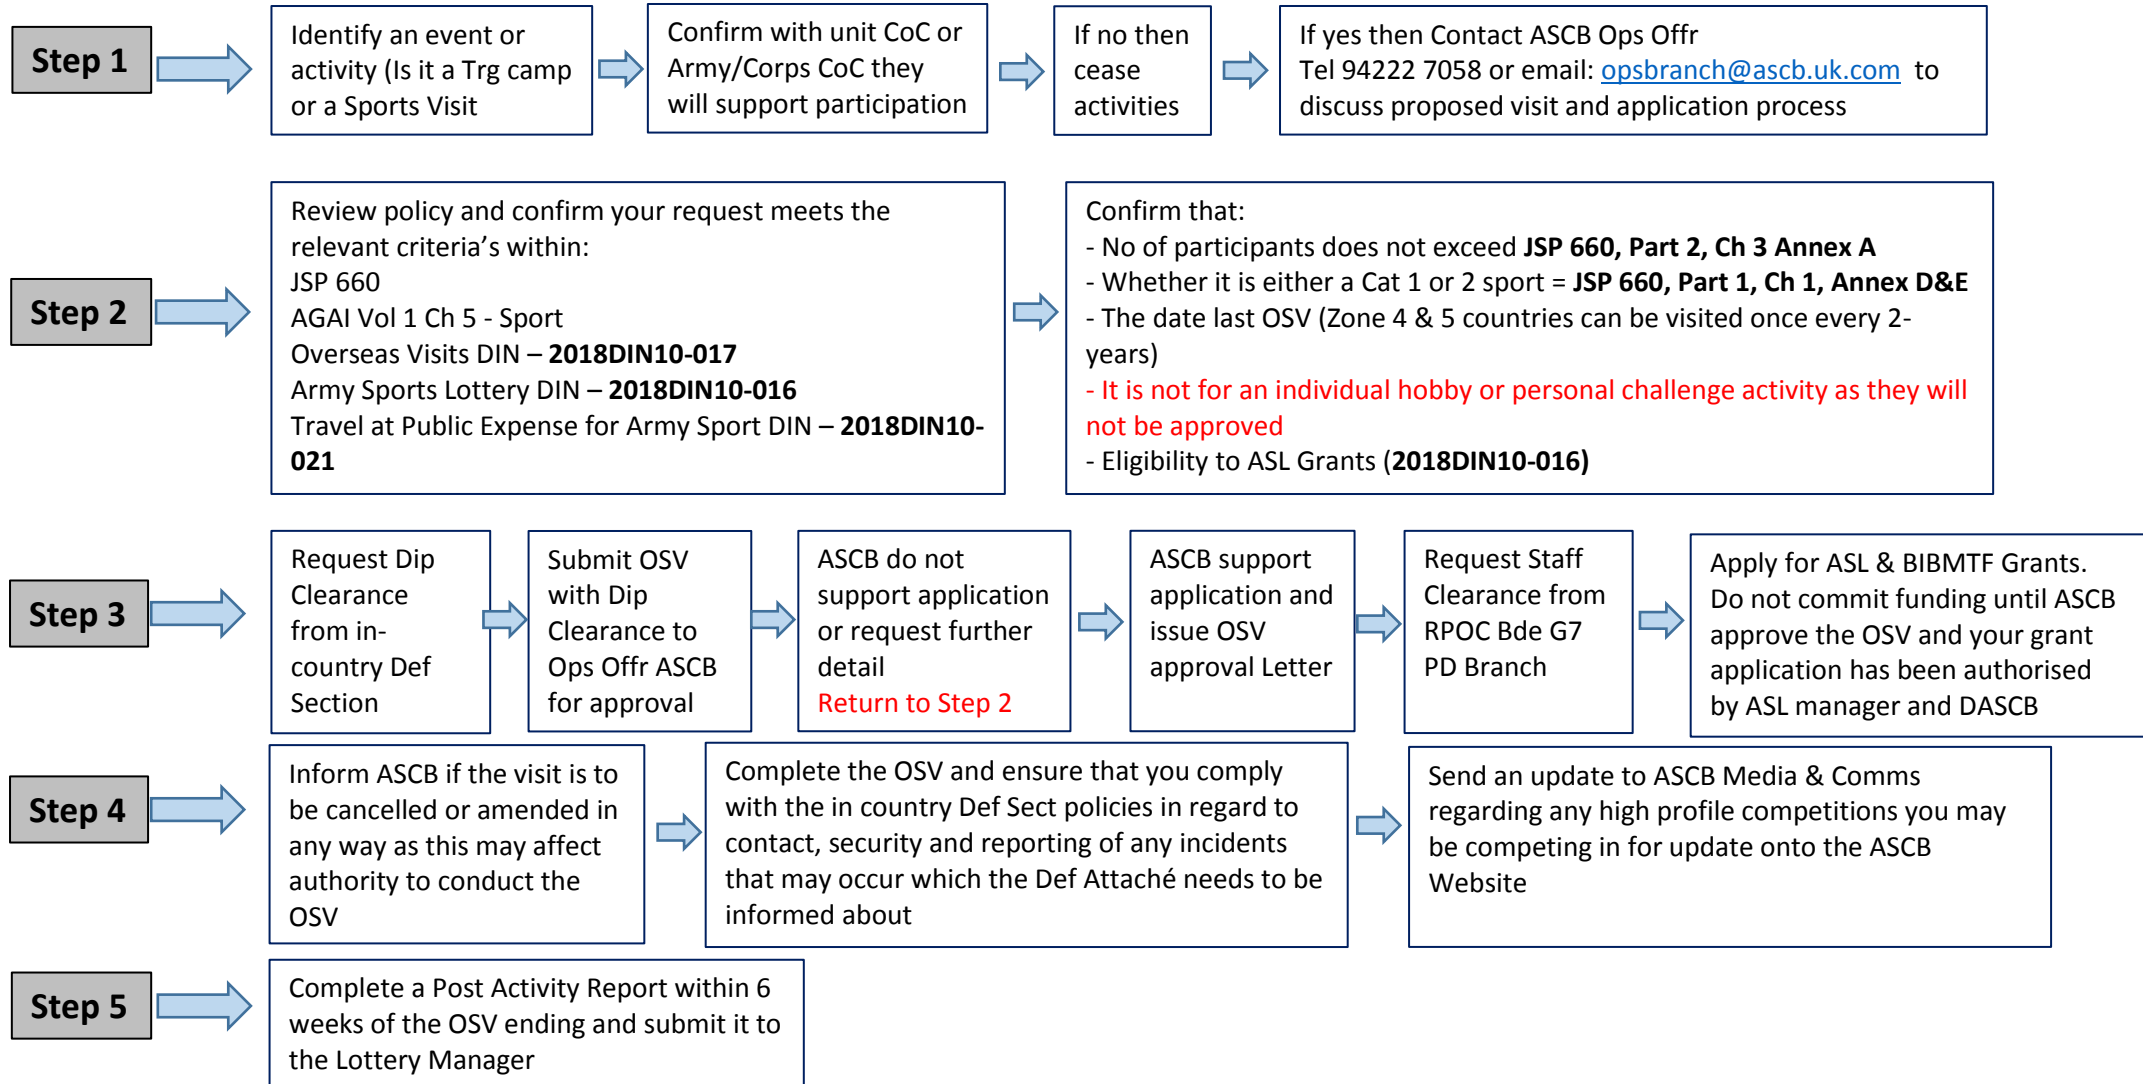 Step 1
Identify an event or
activity (Is it a Trg camp
or a Sports Visit
Confirm with unit CoC or
Army/Corps CoC they
will support participation
If no then
cease
activities
If yes then Contact ASCB Ops Offr
Tel 94222 7058 or email: opsbranch@ascb.uk.com to
discuss proposed visit and application process
Step 2
Review policy and confirm your request meets the
relevant criteria's within:
JSP 660
AGAI Vol 1 Ch 5 - Sport
Overseas Visits DIN – 2018DIN10-017
Army Sports Lottery DIN – 2018DIN10-016
Travel at Public Expense for Army Sport DIN – 2018DIN10-
021
Confirm that:
- No of participants does not exceed JSP 660, Part 2, Ch 3 Annex A
- Whether it is either a Cat 1 or 2 sport = JSP 660, Part 1, Ch 1, Annex D&E
- The date last OSV (Zone 4 & 5 countries can be visited once every 2-
years)
- It is not for an individual hobby or personal challenge activity as they will
not be approved
- Eligibility to ASL Grants (2018DIN10-016)
Step 3
Request Dip
Clearance
from in-
country Def
Section
Submit OSV
with Dip
Clearance to
Ops Offr ASCB
for approval
ASCB do not
support application
or request further
detail
Return to Step 2
ASCB support
application and
issue OSV
approval Letter
Request Staff
Clearance from
RPOC Bde G7
PD Branch
Apply for ASL & BIBMTF Grants.
Do not commit funding until ASCB
approve the OSV and your grant
application has been authorised
by ASL manager and DASCB
Step 4
Inform ASCB if the visit is to
be cancelled or amended in
any way as this may affect
authority to conduct the
OSV
Complete the OSV and ensure that you comply
with the in country Def Sect policies in regard to
contact, security and reporting of any incidents
that may occur which the Def Attaché needs to be
informed about
Send an update to ASCB Media & Comms
regarding any high profile competitions you may
be competing in for update onto the ASCB
Website
Step 5
Complete a Post Activity Report within 6
weeks of the OSV ending and submit it to
the Lottery Manager